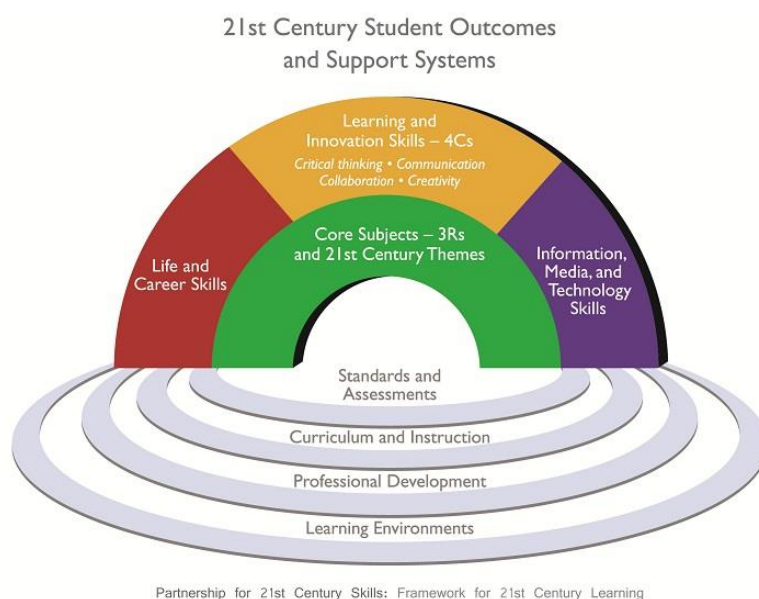 21st Century Student Outcomes
and Support Systems
Learning and
Innovation Skills – 4Cs
Critical thinking • Communication
Collaboration • Creativity
Core Subjects – 3Rs
and 21st Century Themes
Life and
Career Skills
Information,
Media, and
Technology
Skills
Standards and
Assessments
Curriculum and Instruction
Professional Development
Learning Environments
Partnership for 21st Century Skills: Framework for 21st Century Learning